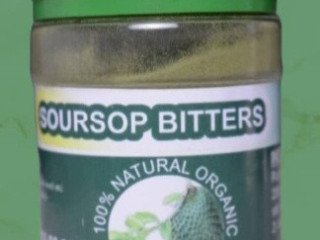 SOURSOP BITTERS
100% NATURAL ORGANIC